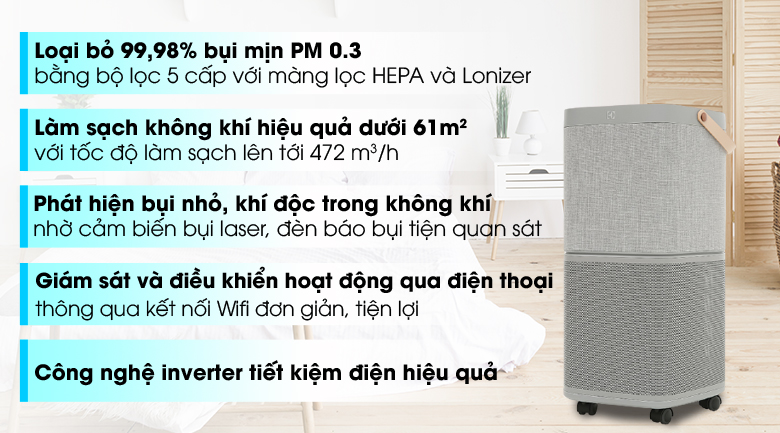 Loại bỏ 99,98% bụi mịn PM 0.3
bằng bộ lọc 5 cấp với màng lọc HEPA và Lonizer
Làm sạch không khí hiệu quả dưới 61m²
với tốc độ làm sạch lên tới 472 m³/h
Phát hiện bụi nhỏ, khí độc trong không khí
nhờ cảm biến bụi laser, đèn báo bụi tiện quan sát
Giám sát và điều khiển hoạt động qua điện thoại
thông qua kết nối Wifi đơn giản, tiện lợi
Công nghệ inverter tiết kiệm điện hiệu quả